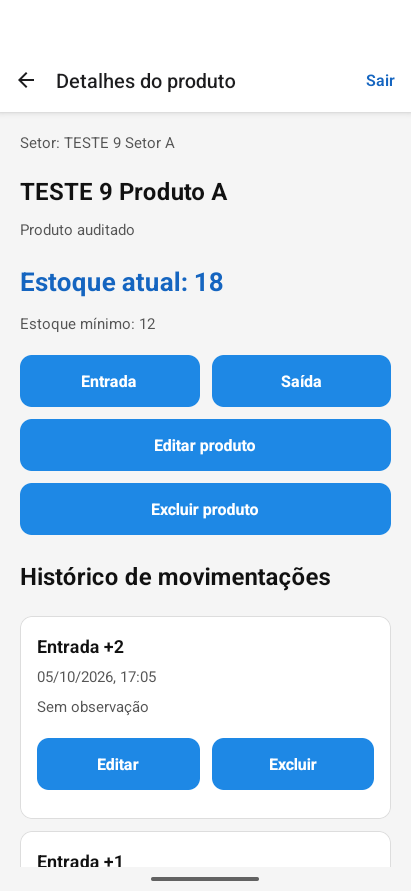 Detalhes do produto
Sair
Setor: TESTE 9 Setor A
TESTE 9 Produto A
Produto auditado
Estoque atual: 18
Estoque mínimo: 12
Entrada
Saída
Editar produto
Excluir produto
Histórico de movimentações
Entrada +2
05/10/2026, 17:05
Sem observação
Editar
Excluir
Entrada +1